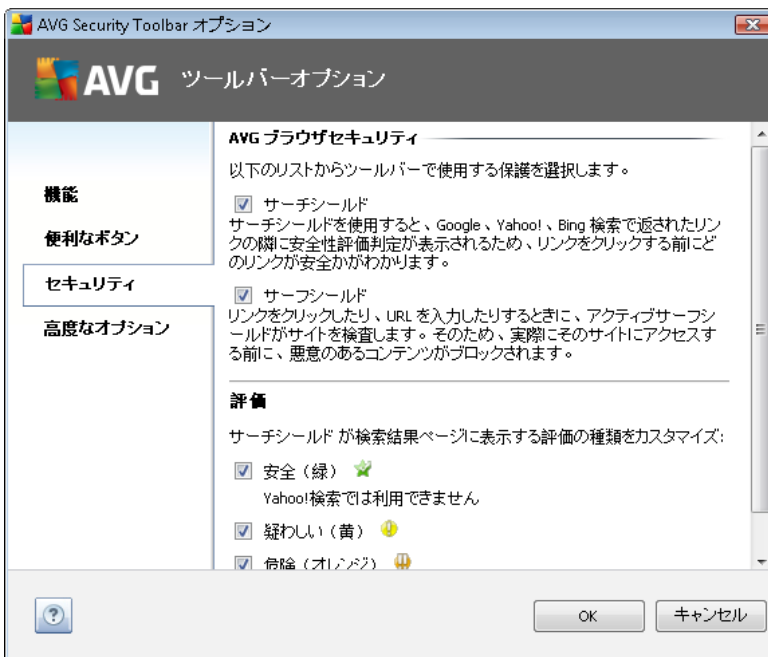 AVG Security Toolbar オプション
AVG ツールバーオプション
機能
便利なボタン
セキュリティ
高度なオプション
AVG ブラウザセキュリティ
以下のリストからツールバーで使用する保護を選択します。
サーチシールド
サーチシールドを使用すると、Google、Yahoo!、Bing 検索で返されたリン
クの隣に安全性評価判定が表示されるため、リンクをクリックする前にど
のリンクが安全かがわかります。
サーフシールド
リンクをクリックしたり、URL を入力したりするときに、アクティブサーフシ
ールドがサイトを検査します。そのため、実際にそのサイトにアクセスす
る前に、悪意のあるコンテンツがブロックされます。
評価
サーチシールド が検索結果ページに表示する評価の種類をカスタマイズ:
安全（緑）
Yahoo!検索では利用できません
疑わしい（黄）
危険（オレンジ）
?
OK
キャンセル